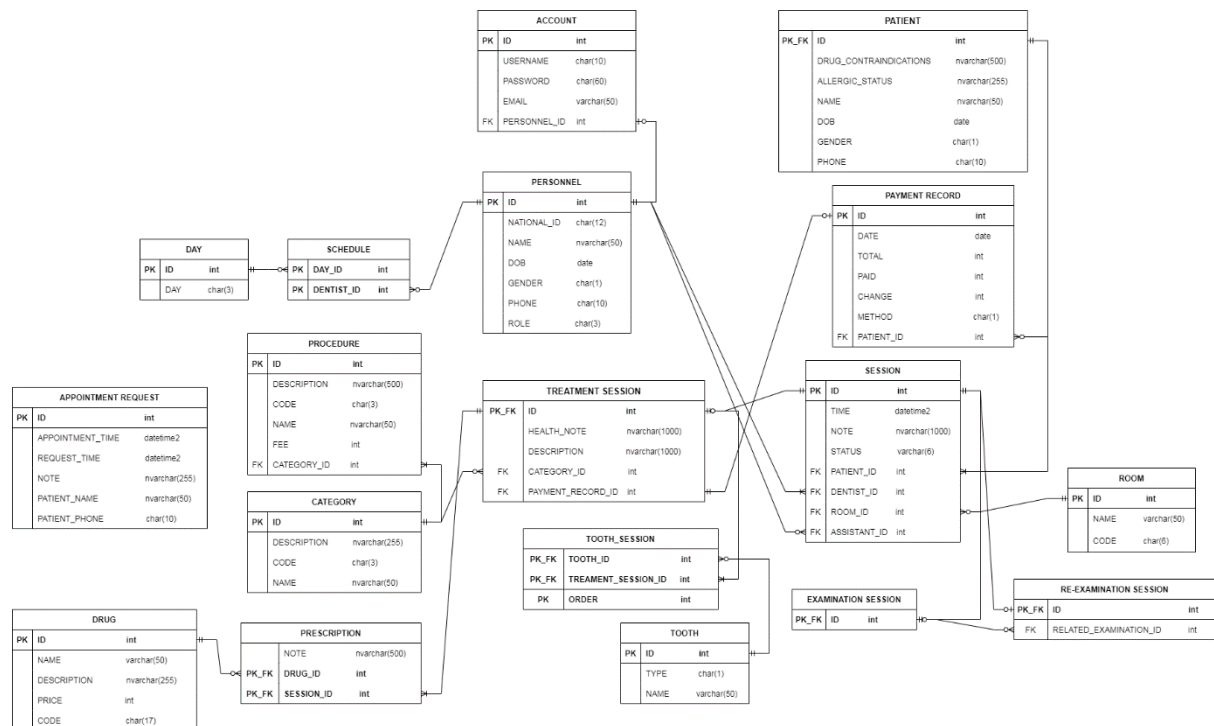 ACCOUNT
PK ID int
USERNAME char(10)
PASSWORD char(60)
EMAIL varchar(50)
FK PERSONNEL_ID int
PATIENT
PK_FK ID int
DRUG_CONTRAINDICATIONS nvarchar(500)
ALLERGIC_STATUS nvarchar(255)
NAME nvarchar(50)
DOB date
GENDER char(1)
PHONE char(10)
PERSONNEL
PK ID int
NATIONAL_ID char(12)
NAME nvarchar(50)
DOB date
GENDER char(1)
PHONE char(10)
ROLE char(3)
PAYMENT RECORD
PK ID int
DATE date
TOTAL int
PAID int
CHANGE int
METHOD char(1)
FK PATIENT_ID int
DAY
PK ID int
DAY char(3)
SCHEDULE
PK DAY_ID int
PK DENTIST_ID int
PROCEDURE
PK ID int
DESCRIPTION nvarchar(500)
CODE char(3)
NAME nvarchar(50)
FEE int
FK CATEGORY_ID int
APPOINTMENT REQUEST
PK ID int
APPOINTMENT_TIME datetime2
REQUEST_TIME datetime2
NOTE nvarchar(255)
PATIENT_NAME nvarchar(50)
PATIENT_PHONE char(10)
TREATMENT SESSION
PK_FK ID int
HEALTH_NOTE nvarchar(1000)
DESCRIPTION nvarchar(1000)
FK CATEGORY_ID int
FK PAYMENT_RECORD_ID int
SESSION
PK ID int
TIME datetime2
NOTE nvarchar(1000)
STATUS varchar(6)
FK PATIENT_ID int
FK DENTIST_ID int
FK ROOM_ID int
FK ASSISTANT_ID int
ROOM
PK ID int
NAME varchar(50)
CODE char(6)
CATEGORY
PK ID int
DESCRIPTION nvarchar(255)
CODE char(3)
NAME nvarchar(50)
TOOTH_SESSION
PK_FK TOOTH_ID int
PK_FK TREAMENT_SESSION_ID int
PK ORDER int
EXAMINATION SESSION
PK_FK ID int
RE-EXAMINATION SESSION
PK_FK ID int
FK RELATED_EXAMINATION_ID int
DRUG
PK ID int
NAME varchar(50)
DESCRIPTION nvarchar(255)
PRICE int
CODE char(17)
PRESCRIPTION
NOTE nvarchar(500)
PK_FK DRUG_ID int
PK_FK SESSION_ID int
TOOTH
PK ID int
TYPE char(1)
NAME varchar(50)